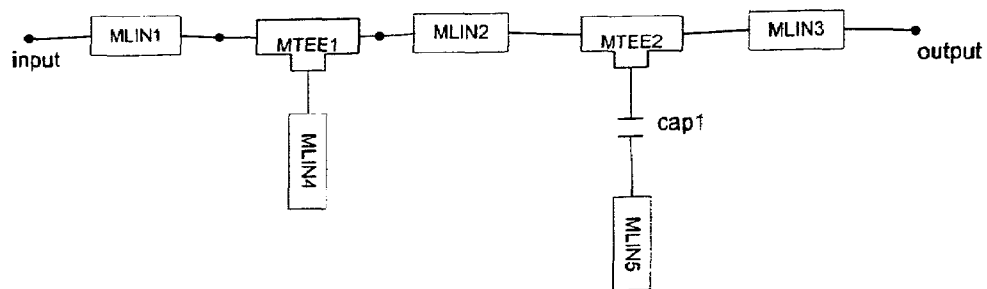 MLIN1
MTEE1
MLIN2
MTEE2
MLIN3
input
output
MLIN4
cap1
MLIN5